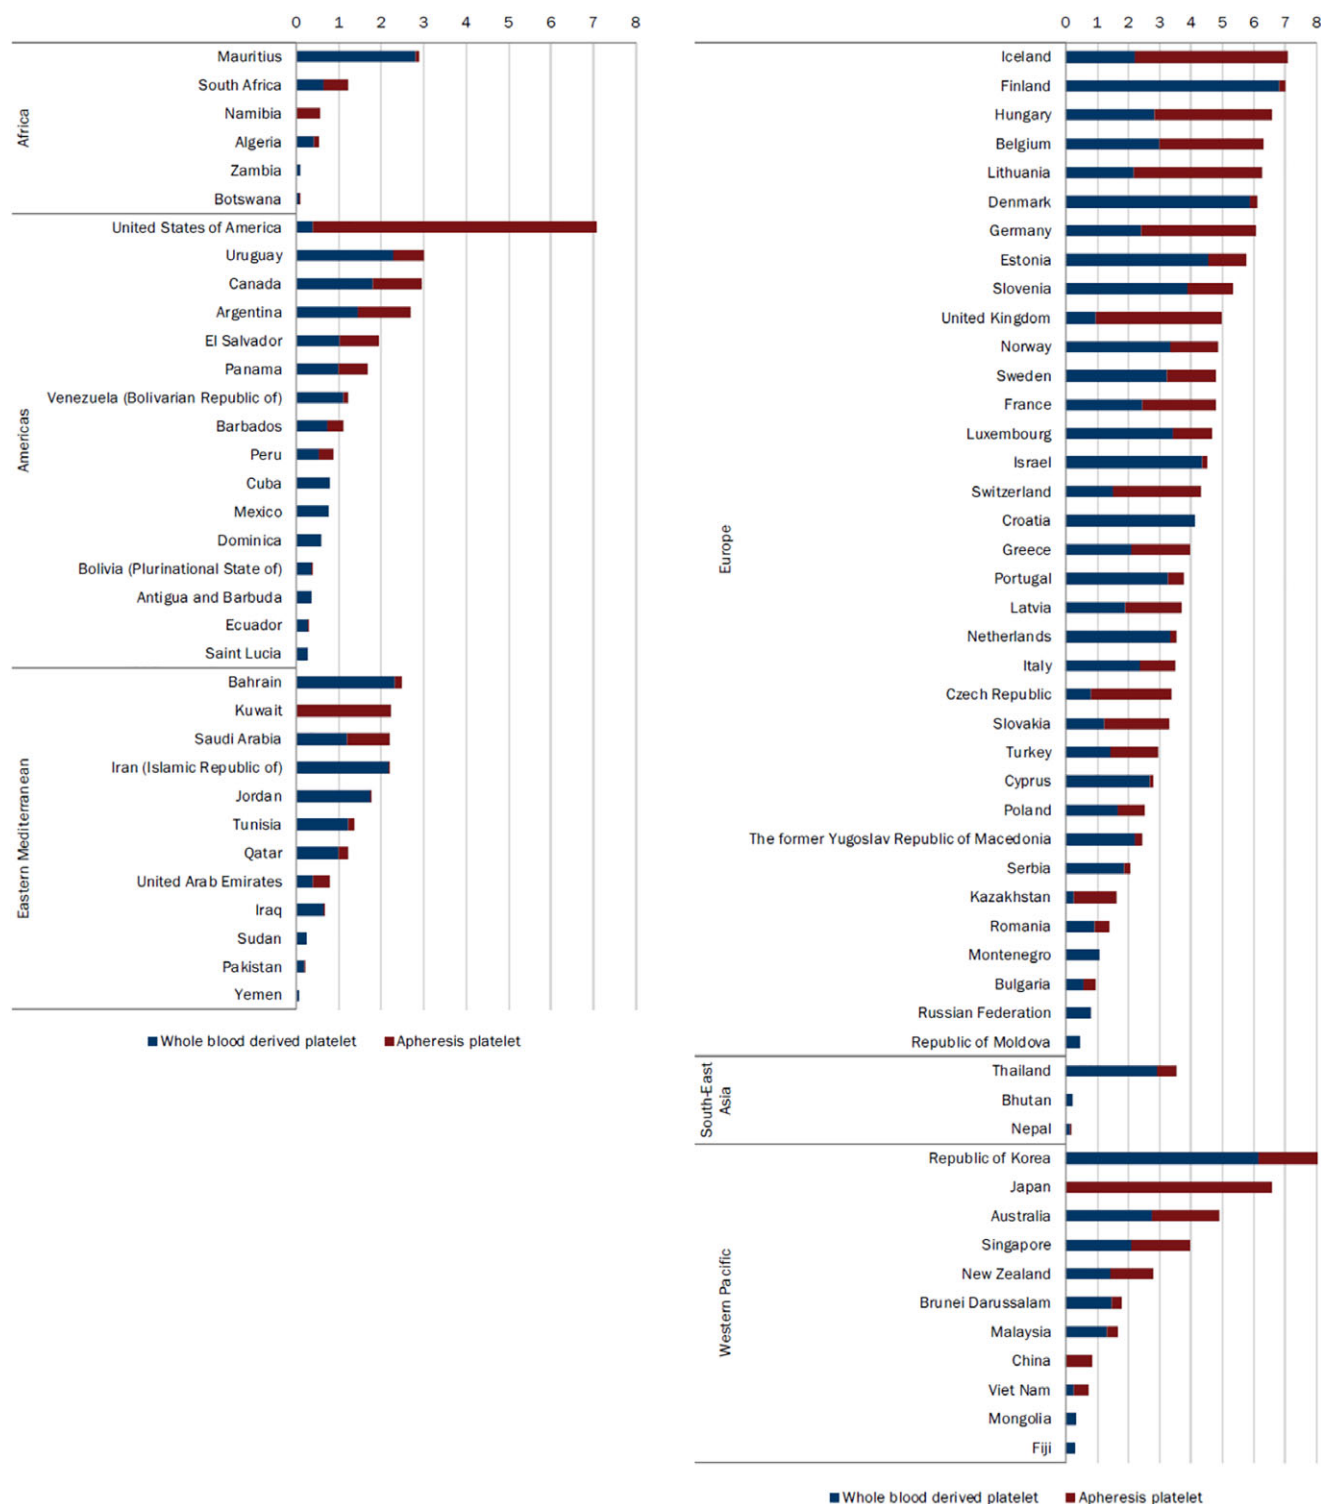 0 1 2 3 4 5 6 7 8
Africa
Mauritius
South Africa
Namibia
Algeria
Zambia
Botswana
Americas
United States of America
Uruguay
Canada
Argentina
El Salvador
Panama
Venezuela (Bolivarian Republic of)
Barbados
Peru
Cuba
Mexico
Dominica
Bolivia (Plurinational State of)
Antigua and Barbuda
Ecuador
Saint Lucia
Eastern Mediterranean
Bahrain
Kuwait
Saudi Arabia
Iran (Islamic Republic of)
Jordan
Tunisia
Qatar
United Arab Emirates
Iraq
Sudan
Pakistan
Yemen
Whole blood derived platelet Apheresis platelet
0 1 2 3 4 5 6 7 8
Europe
Iceland
Finland
Hungary
Belgium
Lithuania
Denmark
Germany
Estonia
Slovenia
United Kingdom
Norway
Sweden
France
Luxembourg
Israel
Switzerland
Croatia
Greece
Portugal
Latvia
Netherlands
Italy
Czech Republic
Slovakia
Turkey
Cyprus
Poland
The former Yugoslav Republic of Macedonia
Serbia
Kazakhstan
Romania
Montenegro
Bulgaria
Russian Federation
Republic of Moldova
South-East
Asia
Thailand
Bhutan
Nepal
Western Pacific
Republic of Korea
Japan
Australia
Singapore
New Zealand
Brunei Darussalam
Malaysia
China
Viet Nam
Mongolia
Fiji
Whole blood derived platelet Apheresis platelet